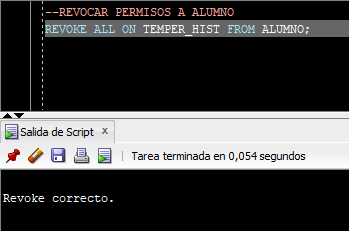 --REVOCAR PERMISOS A ALUMNO
REVOKE ALL ON TEMPER_HIST FROM ALUMNO;
Salida de Script x
Tarea terminada en 0,054 segundos
Revoke correcto.